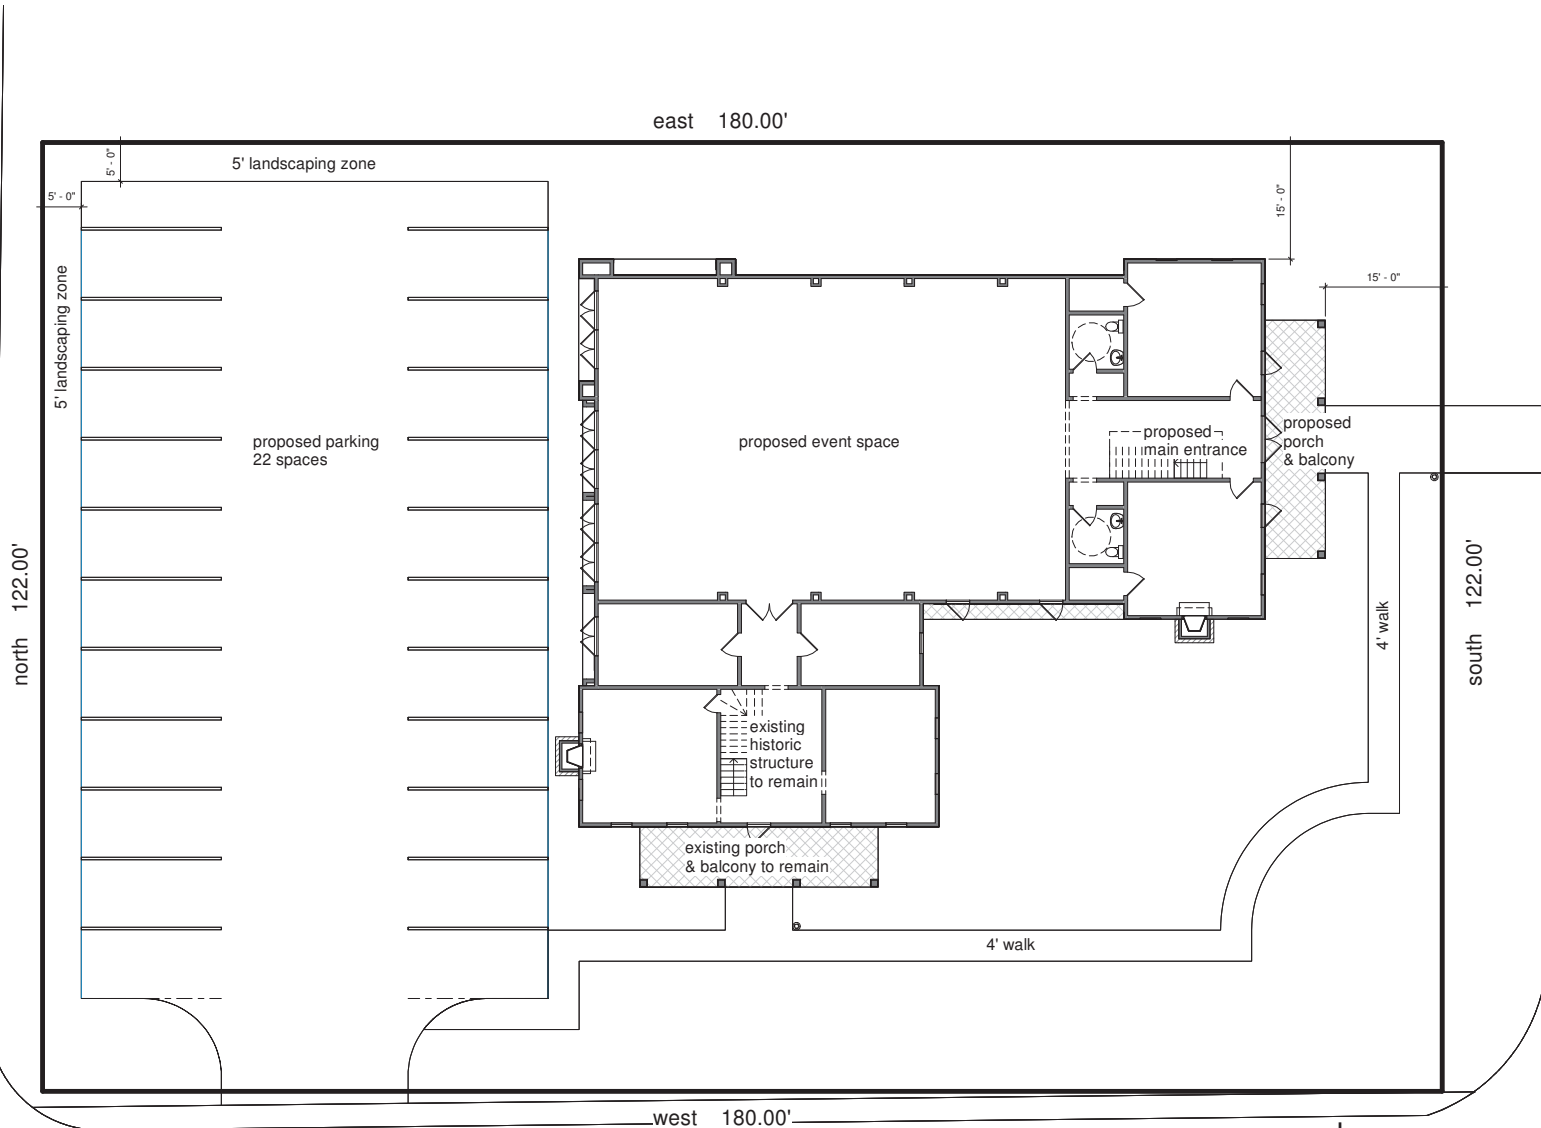 east 180.00'
5' - 0"
5' landscaping zone
5' - 0"
15' - 0"
15' - 0"
5' landscaping zone
proposed parking
22 spaces
proposed event space
proposed
main entrance
proposed
porch
& balcony
north 122.00'
south 122.00'
4' walk
existing
historic
structure
to remain
existing porch
& balcony to remain
4' walk
west 180.00'